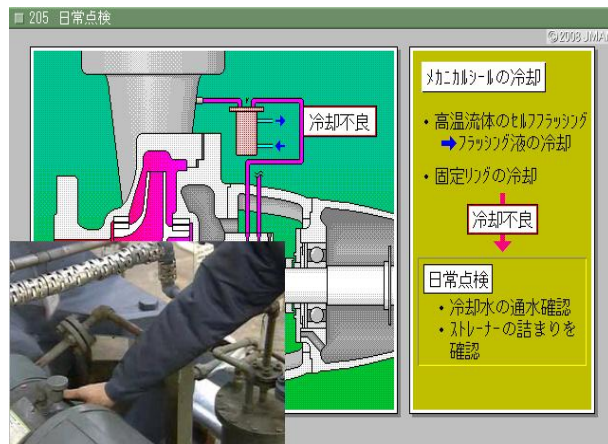 205 日常点検
©2008 JMA
冷却不良
メカニカルシールの冷却
・高温流体のセルフフラッシング
➡フラッシング液の冷却
・固定リングの冷却
冷却不良
日常点検
・冷却水の通水確認
・ストレーナーの詰まりを
確認